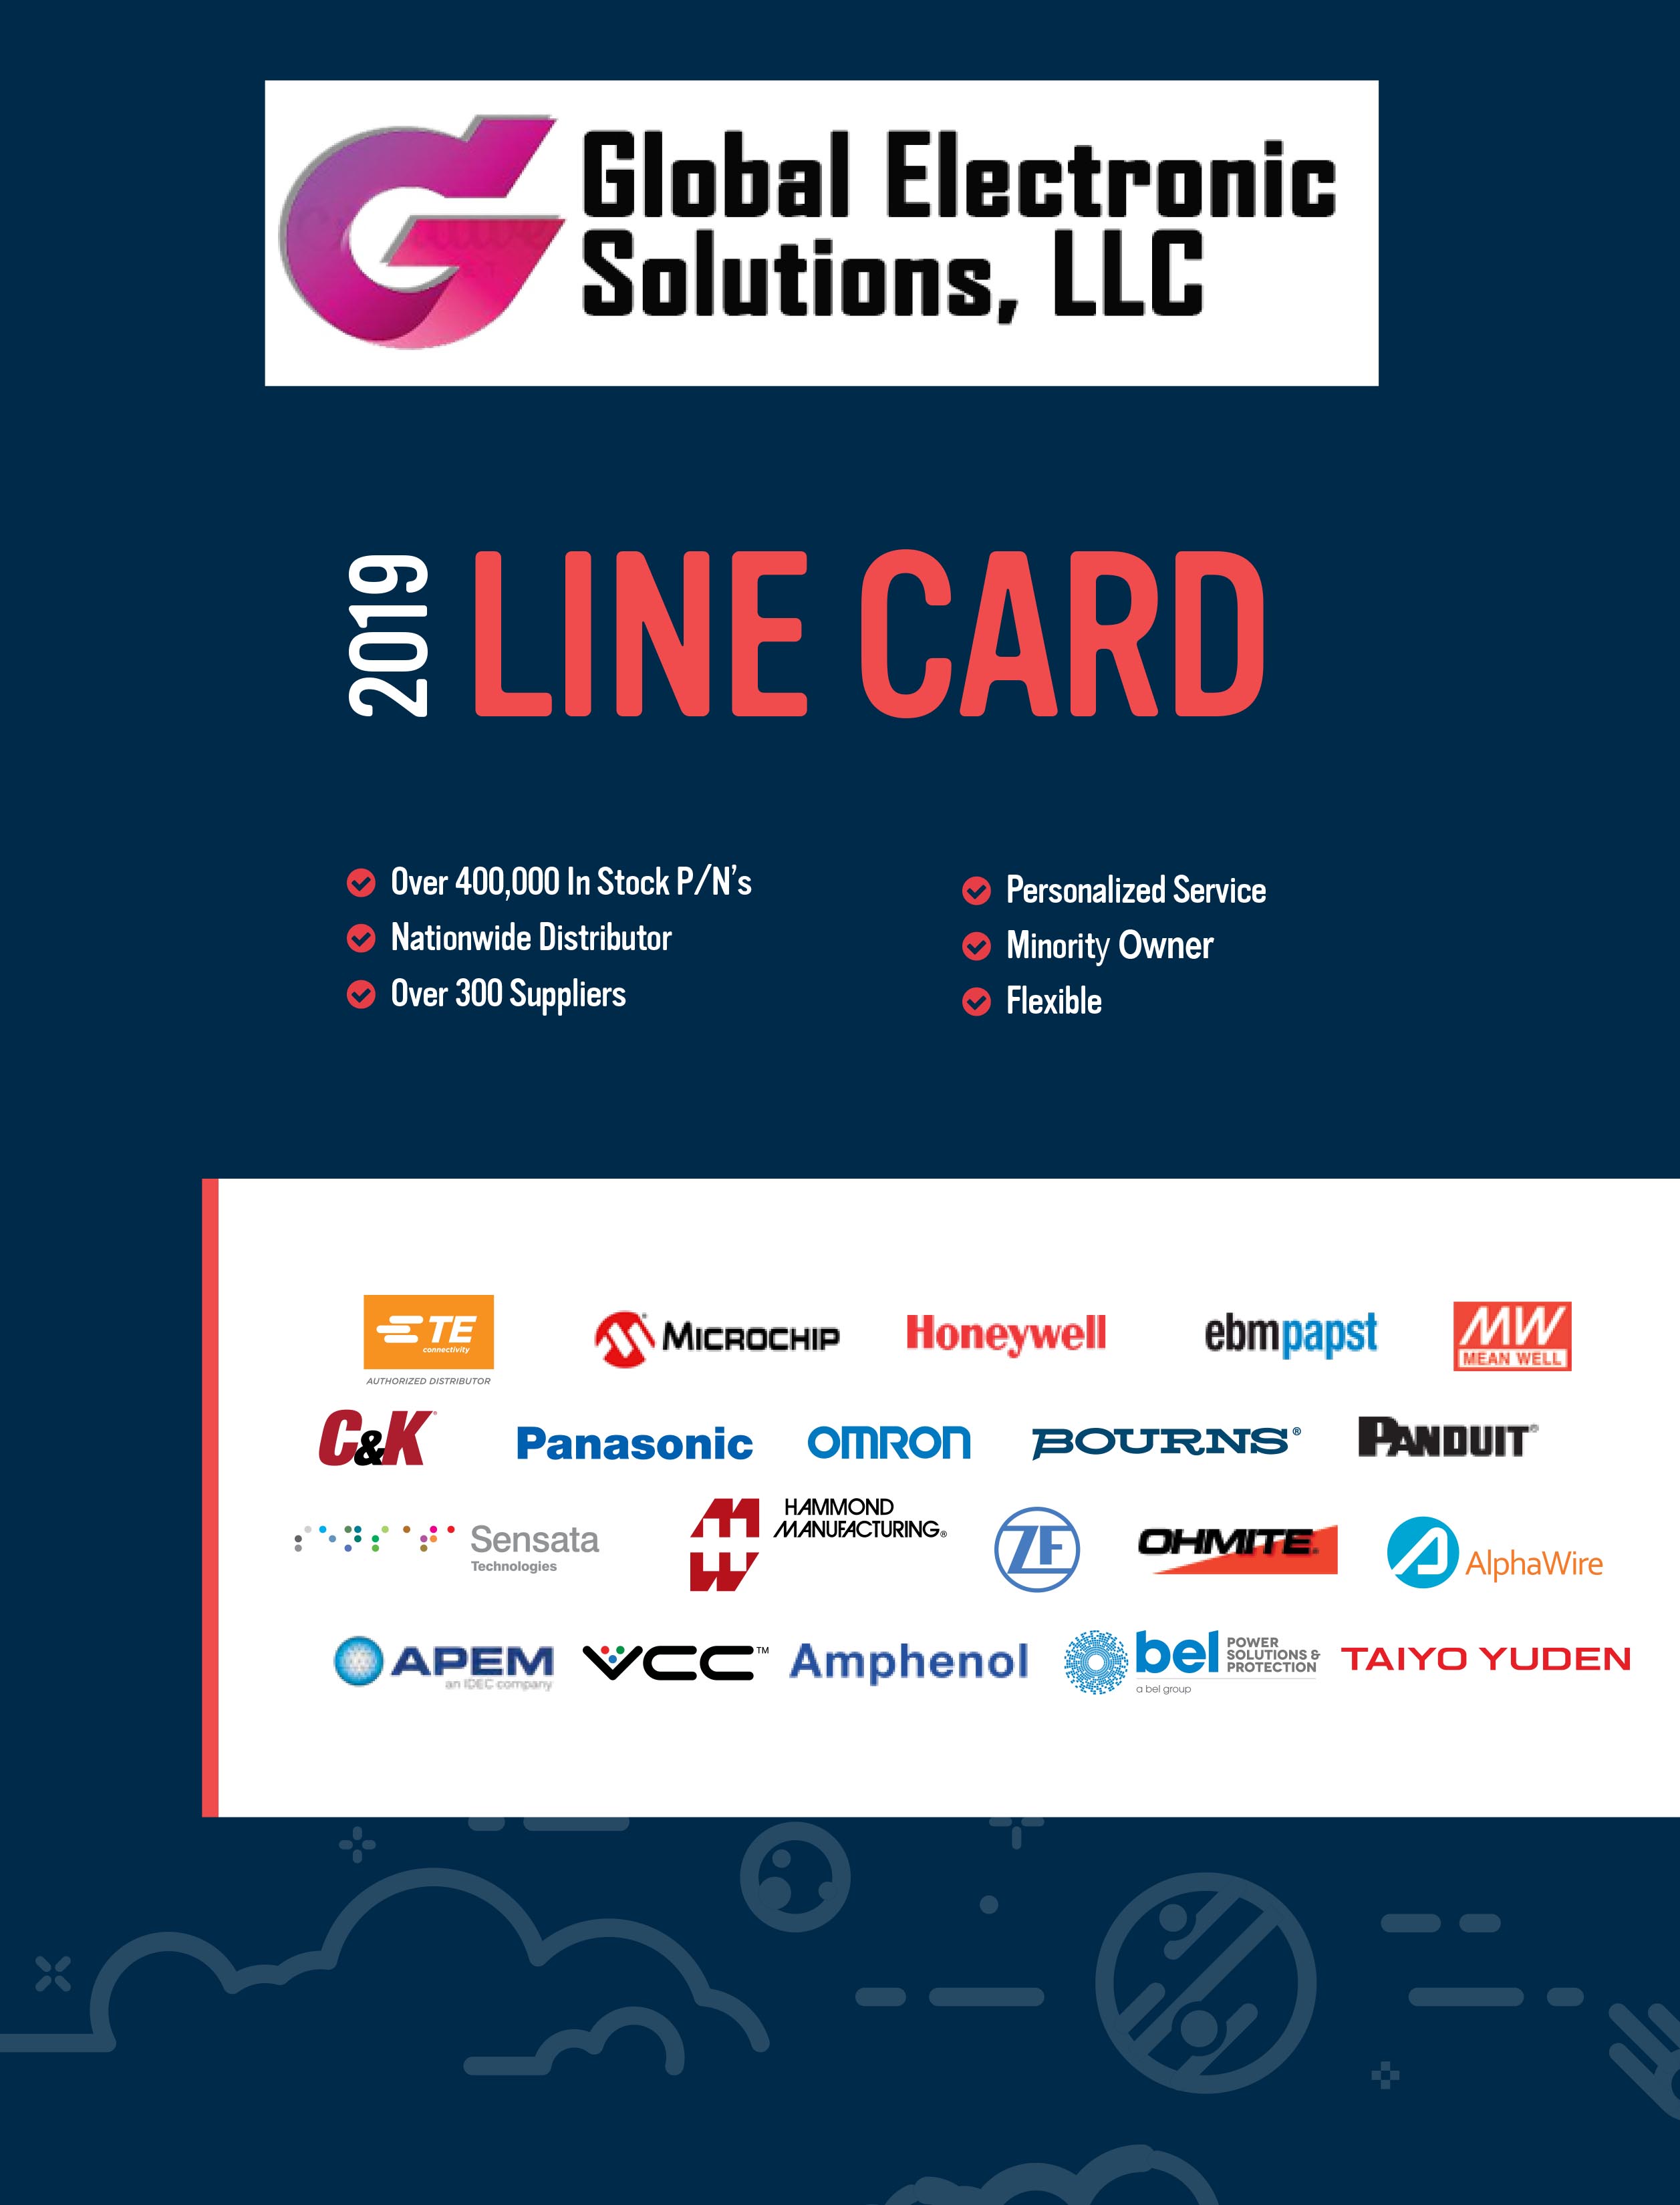 Global Electronic
Solutions, LLC
2019
LINE CARD
Over 400,000 In Stock P/N's
Nationwide Distributor
Over 300 Suppliers
Personalized Service
Minority Owner
Flexible
TE
connectivity
AUTHORIZED DISTRIBUTOR
MICROCHIP
Honeywell
ebmpapst
MW
MEAN WELL
C&K
Panasonic
OMRON
BOURNS®
PANDUIT®
Sensata
Technologies
HAMMOND
MANUFACTURING®
ZF
OHMITE
AlphaWire
APEM
an IDEC company
VCC™
Amphenol
bel
POWER
SOLUTIONS &
PROTECTION
a bel group
TAIYO YUDEN